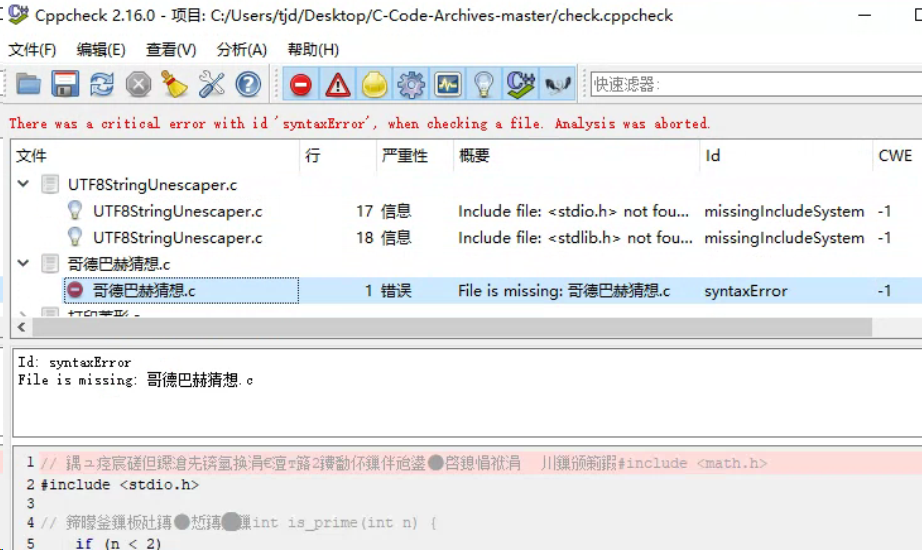 Cppcheck 2.16.0 - 项目: C:/Users/tjd/Desktop/C-Code-Archives-master/check.cppcheck
文件(F) 编辑(E) 查看(V) 分析(A) 帮助(H)
快速滤器:
There was a critical error with id 'syntaxError', when checking a file. Analysis was aborted.
文件 行 严重性 概要 Id CWE
UTF8StringUnescaper.c
UTF8StringUnescaper.c 17 信息 Include file: <stdio.h> not fou... missingIncludeSystem -1
UTF8StringUnescaper.c 18 信息 Include file: <stdlib.h> not fou... missingIncludeSystem -1
哥德巴赫猜想.c
哥德巴赫猜想.c 1 错误 File is missing: 哥德巴赫猜想.c syntaxError -1
Id: syntaxError
File is missing: 哥德巴赫猜想.c
1 // #include <math.h>
2 #include <stdio.h>
3
4 // int is_prime(int n) {
5 if (n < 2)